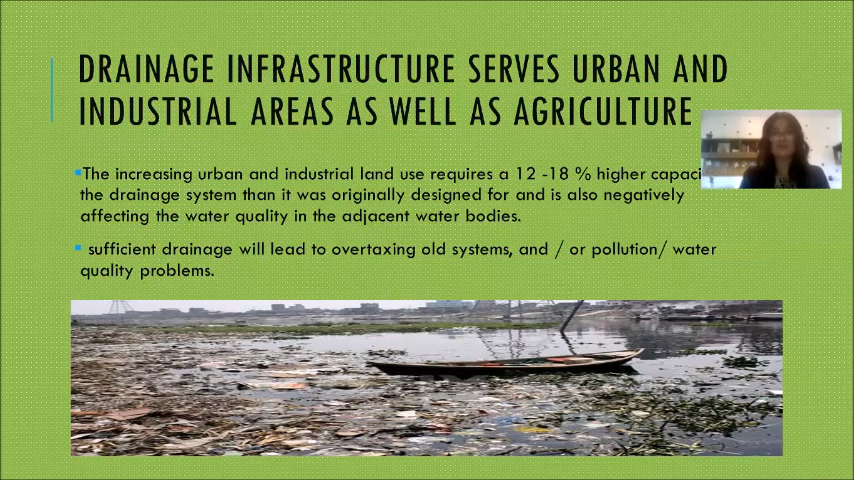 DRAINAGE INFRASTRUCTURE SERVES URBAN AND
INDUSTRIAL AREAS AS WELL AS AGRICULTURE
▪The increasing urban and industrial land use requires a 12 -18 % higher
the drainage system than it was originally designed for and is also negatively
affecting the water quality in the adjacent water bodies.
▪ sufficient drainage will lead to overtaxing old systems, and / or pollution/ water
quality problems.